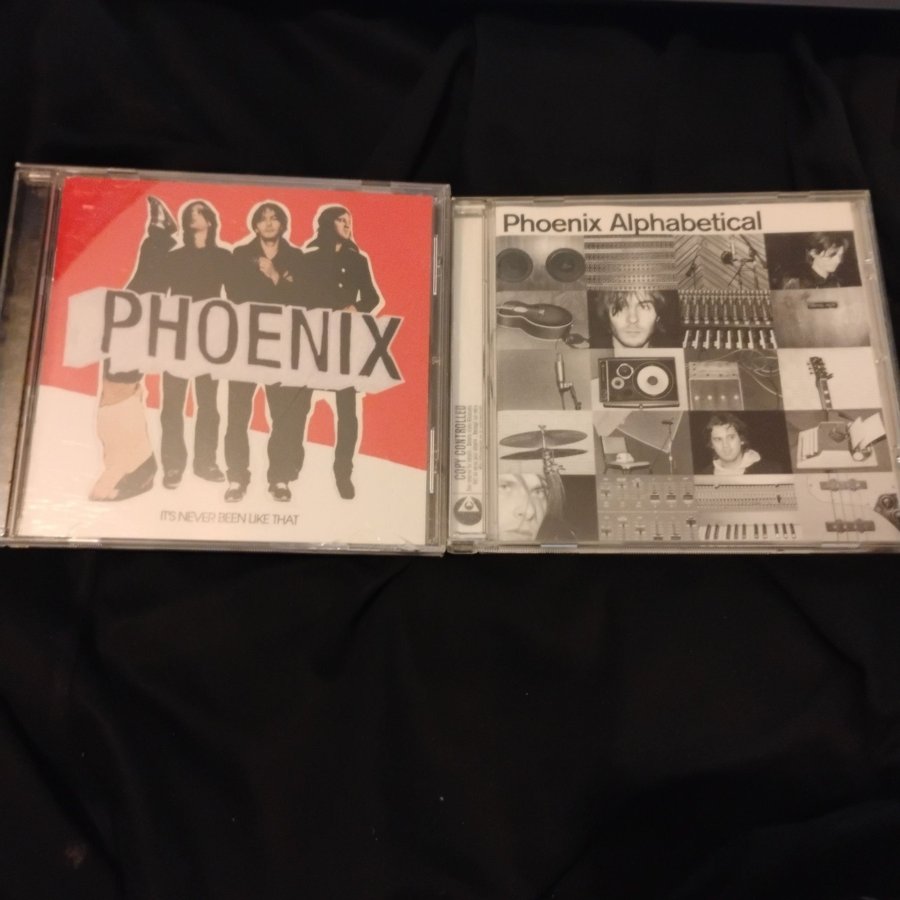 PHOENIX
IT'S NEVER BEEN LIKE THAT
Phoenix Alphabetical
COPY CONTROLLED